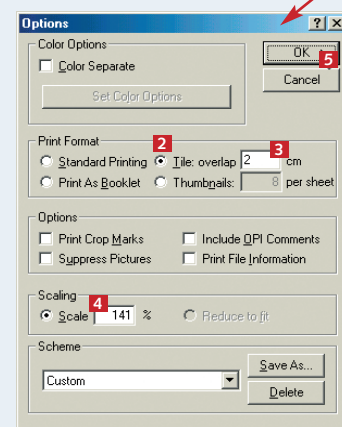 Options
? X
Color Options
Color Separate
Set Color Options
OK
5
Cancel
Print Format
2
3
Standard Printing Tile: overlap 2 cm
Print As Booklet Thumbnails: 8 per sheet
Options
Print Crop Marks Include OPI Comments
Suppress Pictures Print File Information
Scaling
4
Scale 141 % Reduce to fit
Scheme
Custom
Save As...
Delete